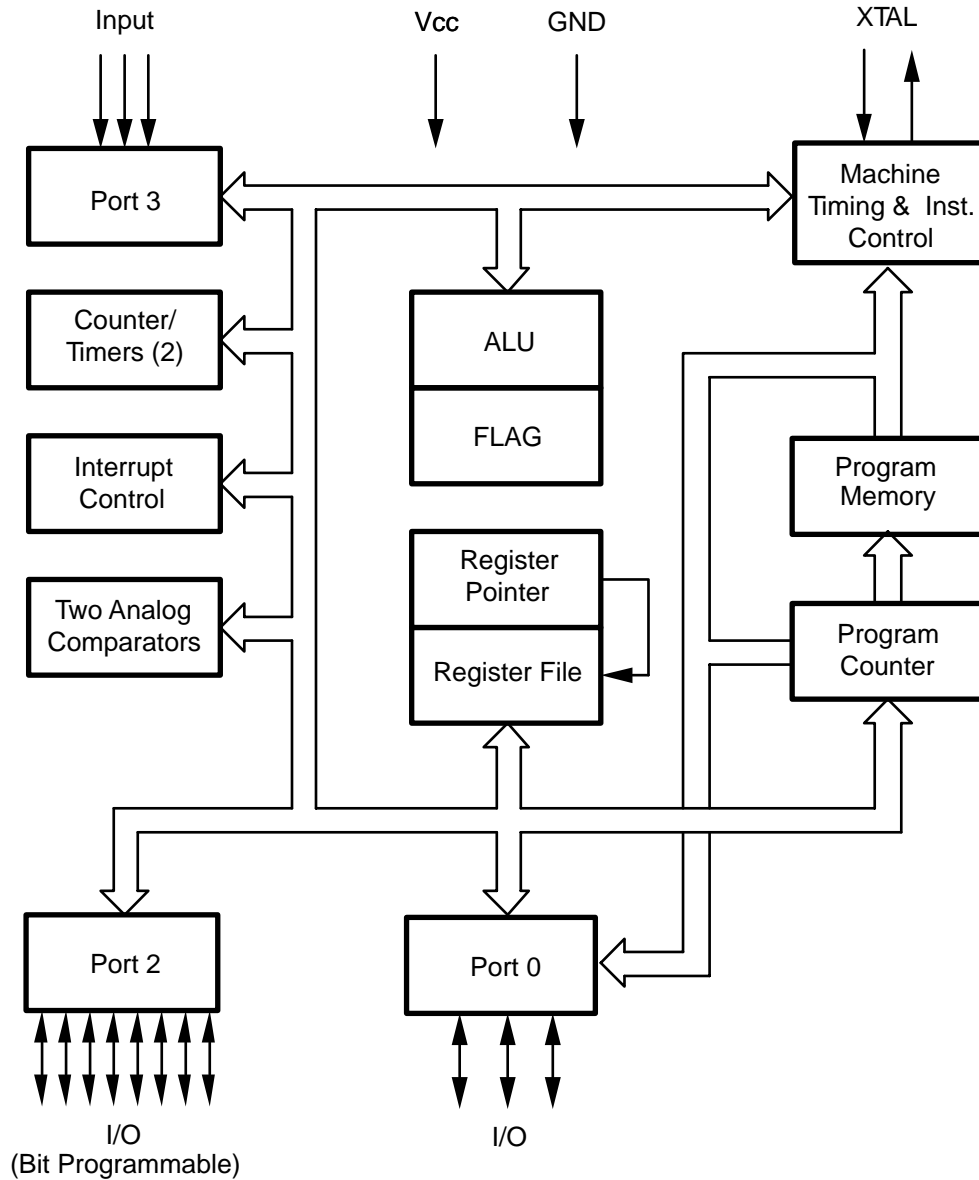 Input
Vcc
GND
XTAL
Port 3
Machine
Timing & Inst.
Control
Counter/
Timers (2)
ALU
FLAG
Interrupt
Control
Program
Memory
Two Analog
Comparators
Register
Pointer
Register File
Program
Counter
Port 2
Port 0
I/O
(Bit Programmable)
I/O